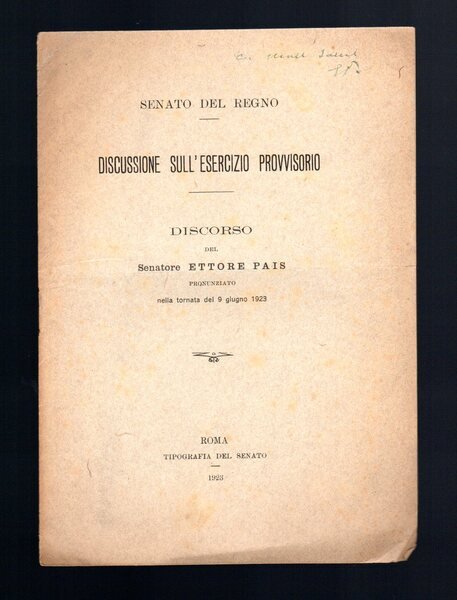 SENATO DEL REGNO
DISCUSSIONE SULL'ESERCIZIO PROVVISORIO
DISCORSO
DEL
Senatore ETTORE PAIS
PRONUNZIATO
nella tornata del 9 giugno 1923
ROMA
TIPOGRAFIA DEL SENATO
1923